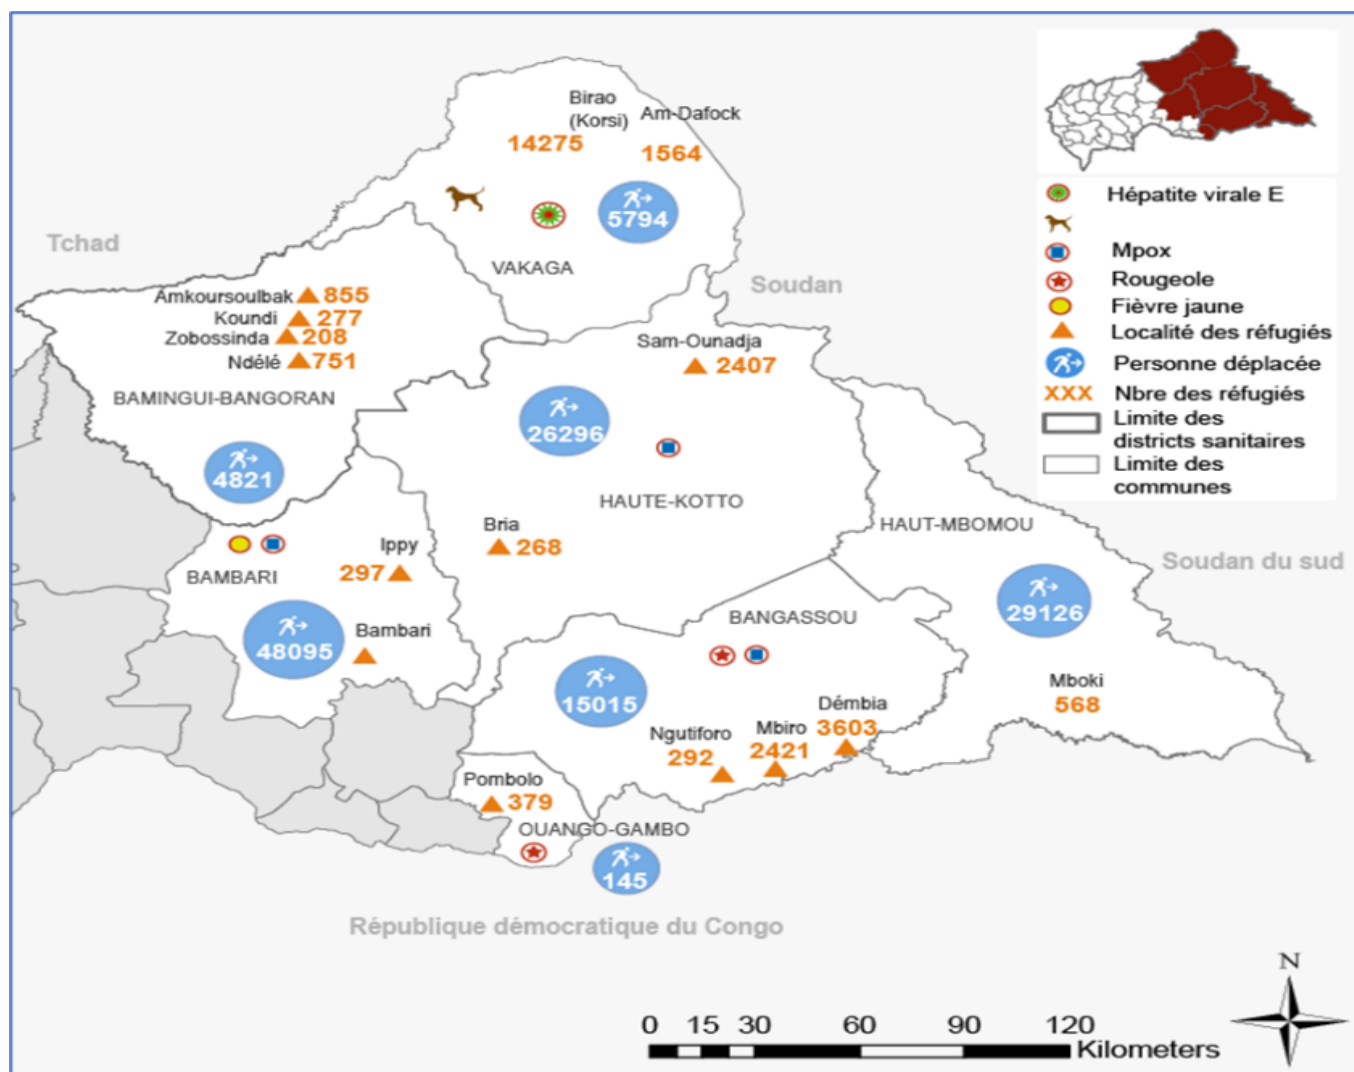 Birao
(Korsi)
14275
Am-Dafock
1564
5794
VAKAGA
Tchad
Soudan
Amkoursoulbak 855
Koundi 277
Zobossinda 208
Ndélé 751
BAMINGUI-BANGORAN
4821
Sam-Ounadja
2407
26296
HAUTE-KOTTO
Bria
268
HAUT-MBOMOU
Soudan du sud
29126
Mboki
568
Ippy
297
BAMBARI
Bambari
48095
BANGASSOU
15015
Démbia
3603
Mbiro
2421
Ngutiforo
292
Pombolo
379
OUANGO-GAMBO
145
République démocratique du Congo
Hépatite virale E
Mpox
Rougeole
Fièvre jaune
Localité des réfugiés
Personne déplacée
XXX Nbre des réfugiés
Limite des
districts sanitaires
Limite des
communes
N
0 15 30 60 90 120
Kilometers